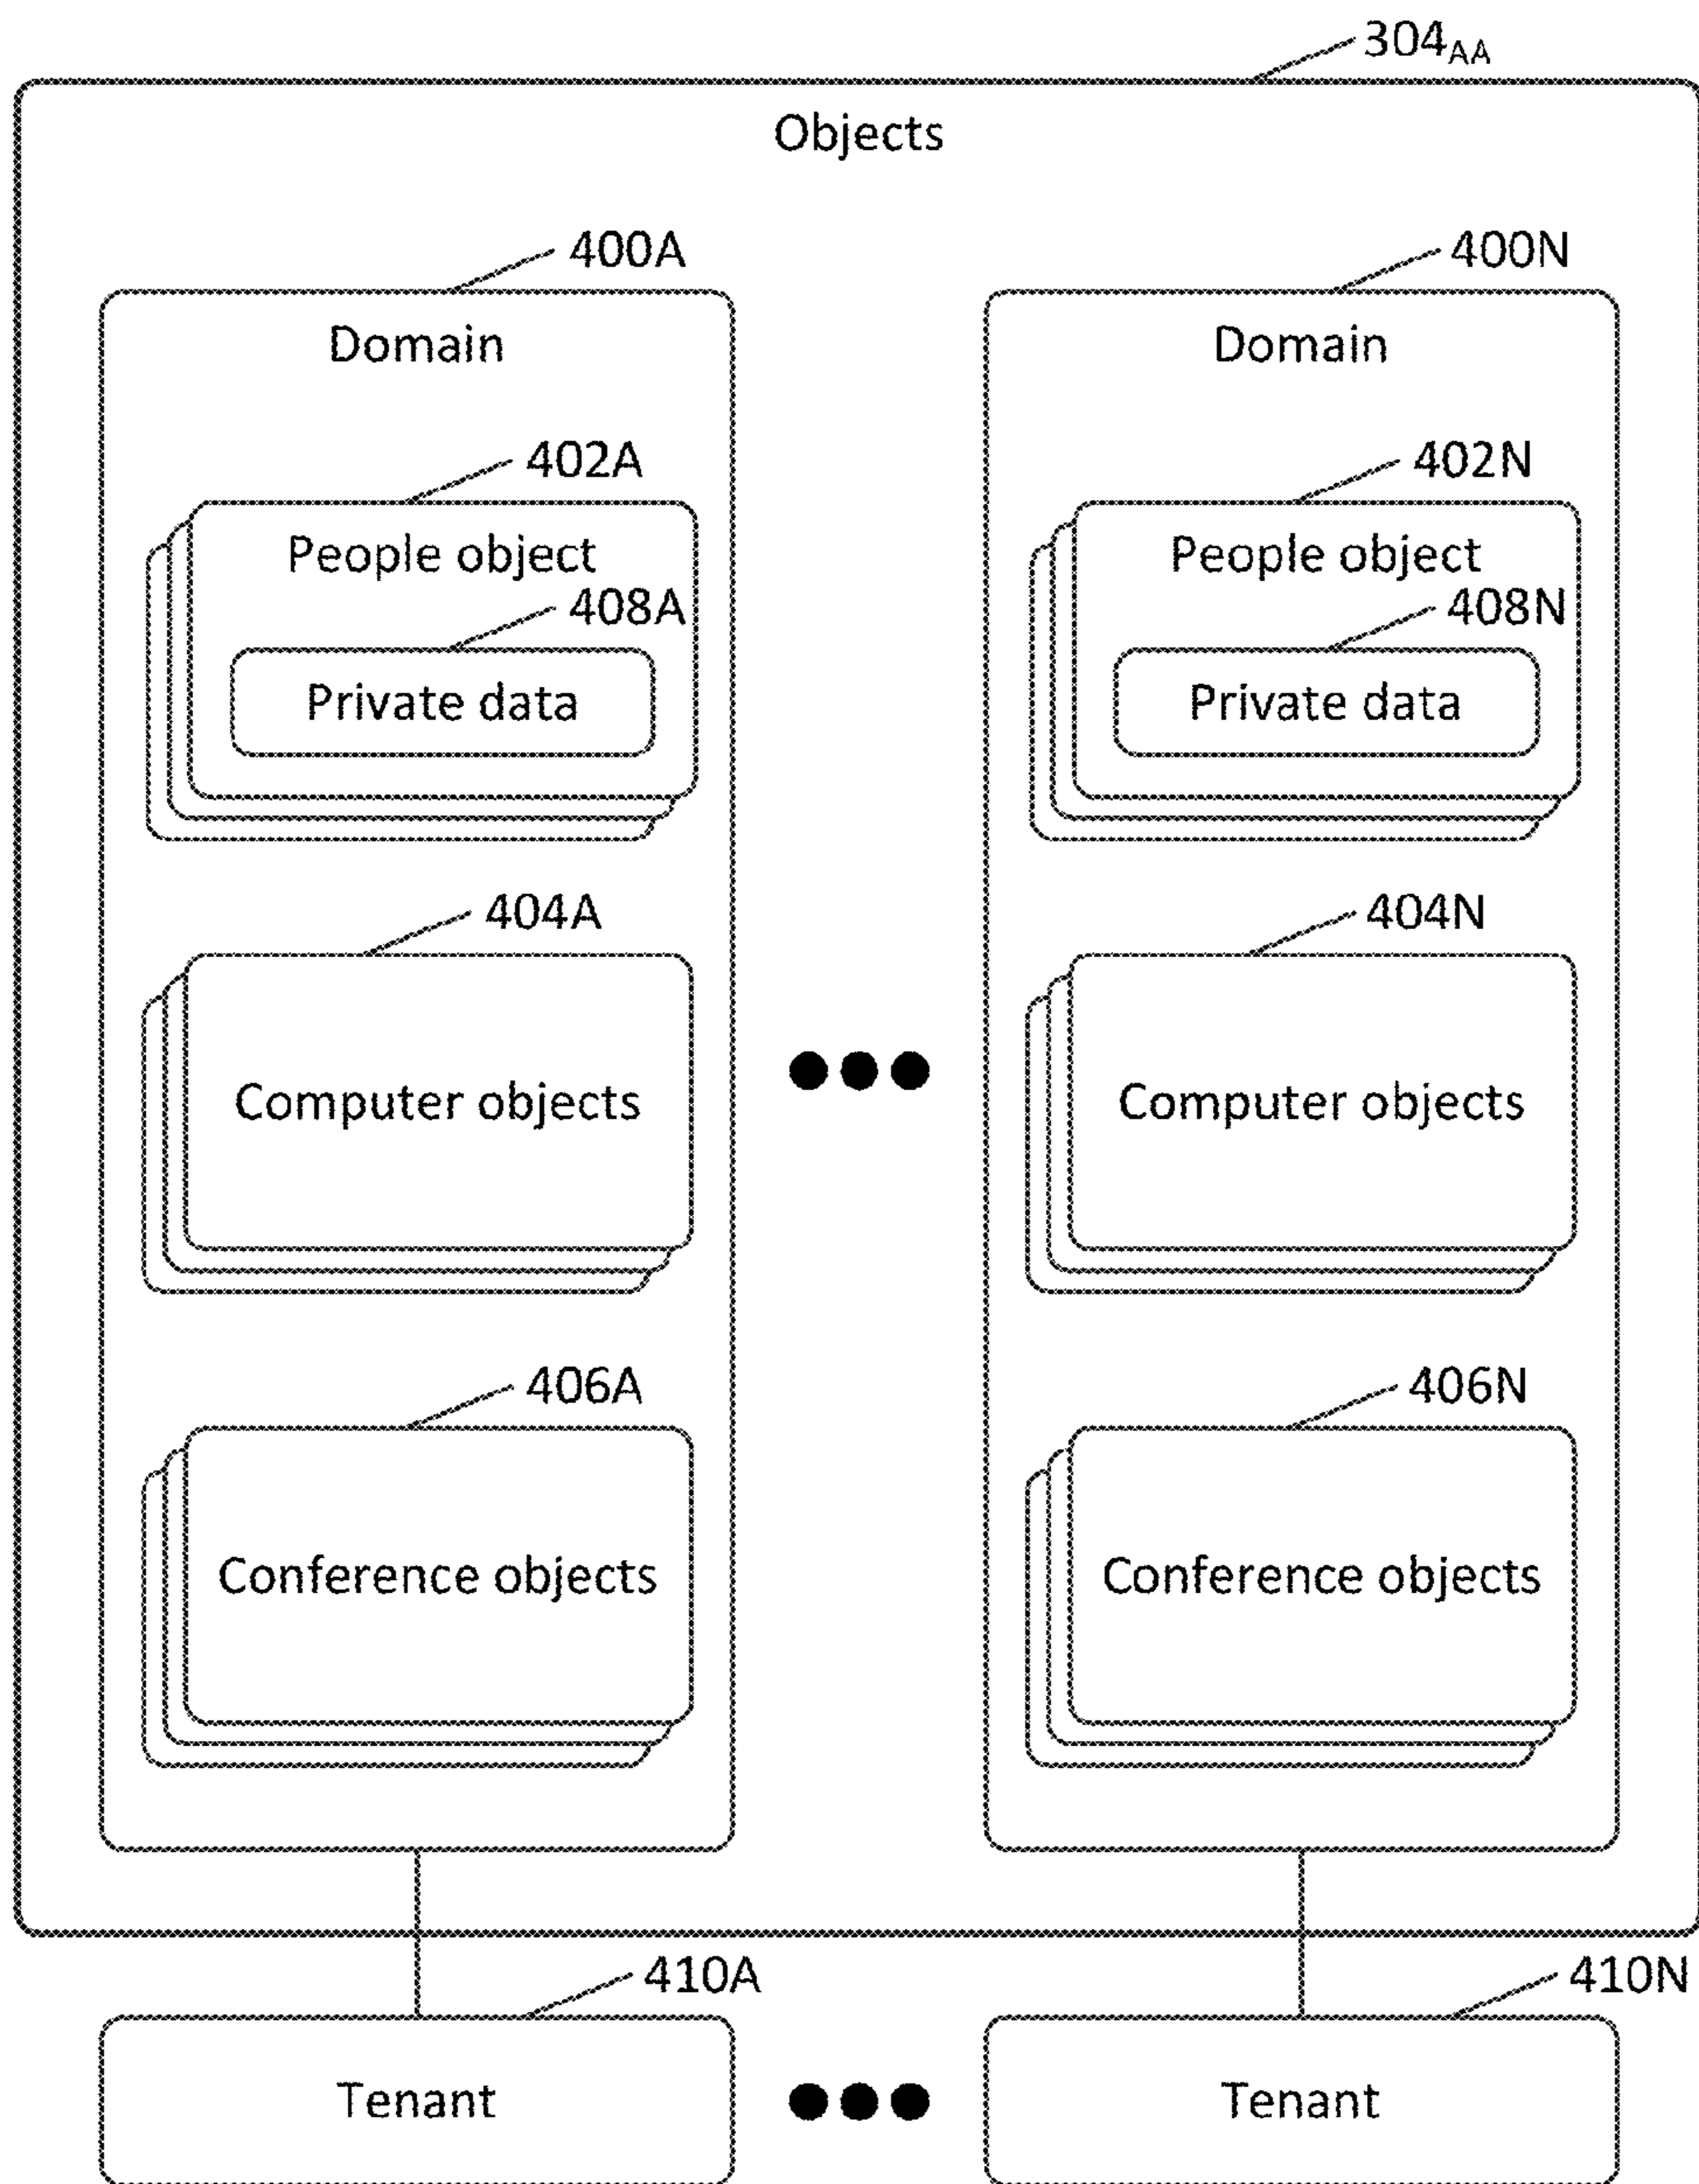 304AA
Objects
400A
400N
Domain
Domain
402A
402N
People object
People object
408A
408N
Private data
Private data
404A
404N
Computer objects
Computer objects
406A
406N
Conference objects
Conference objects
410A
410N
Tenant
Tenant